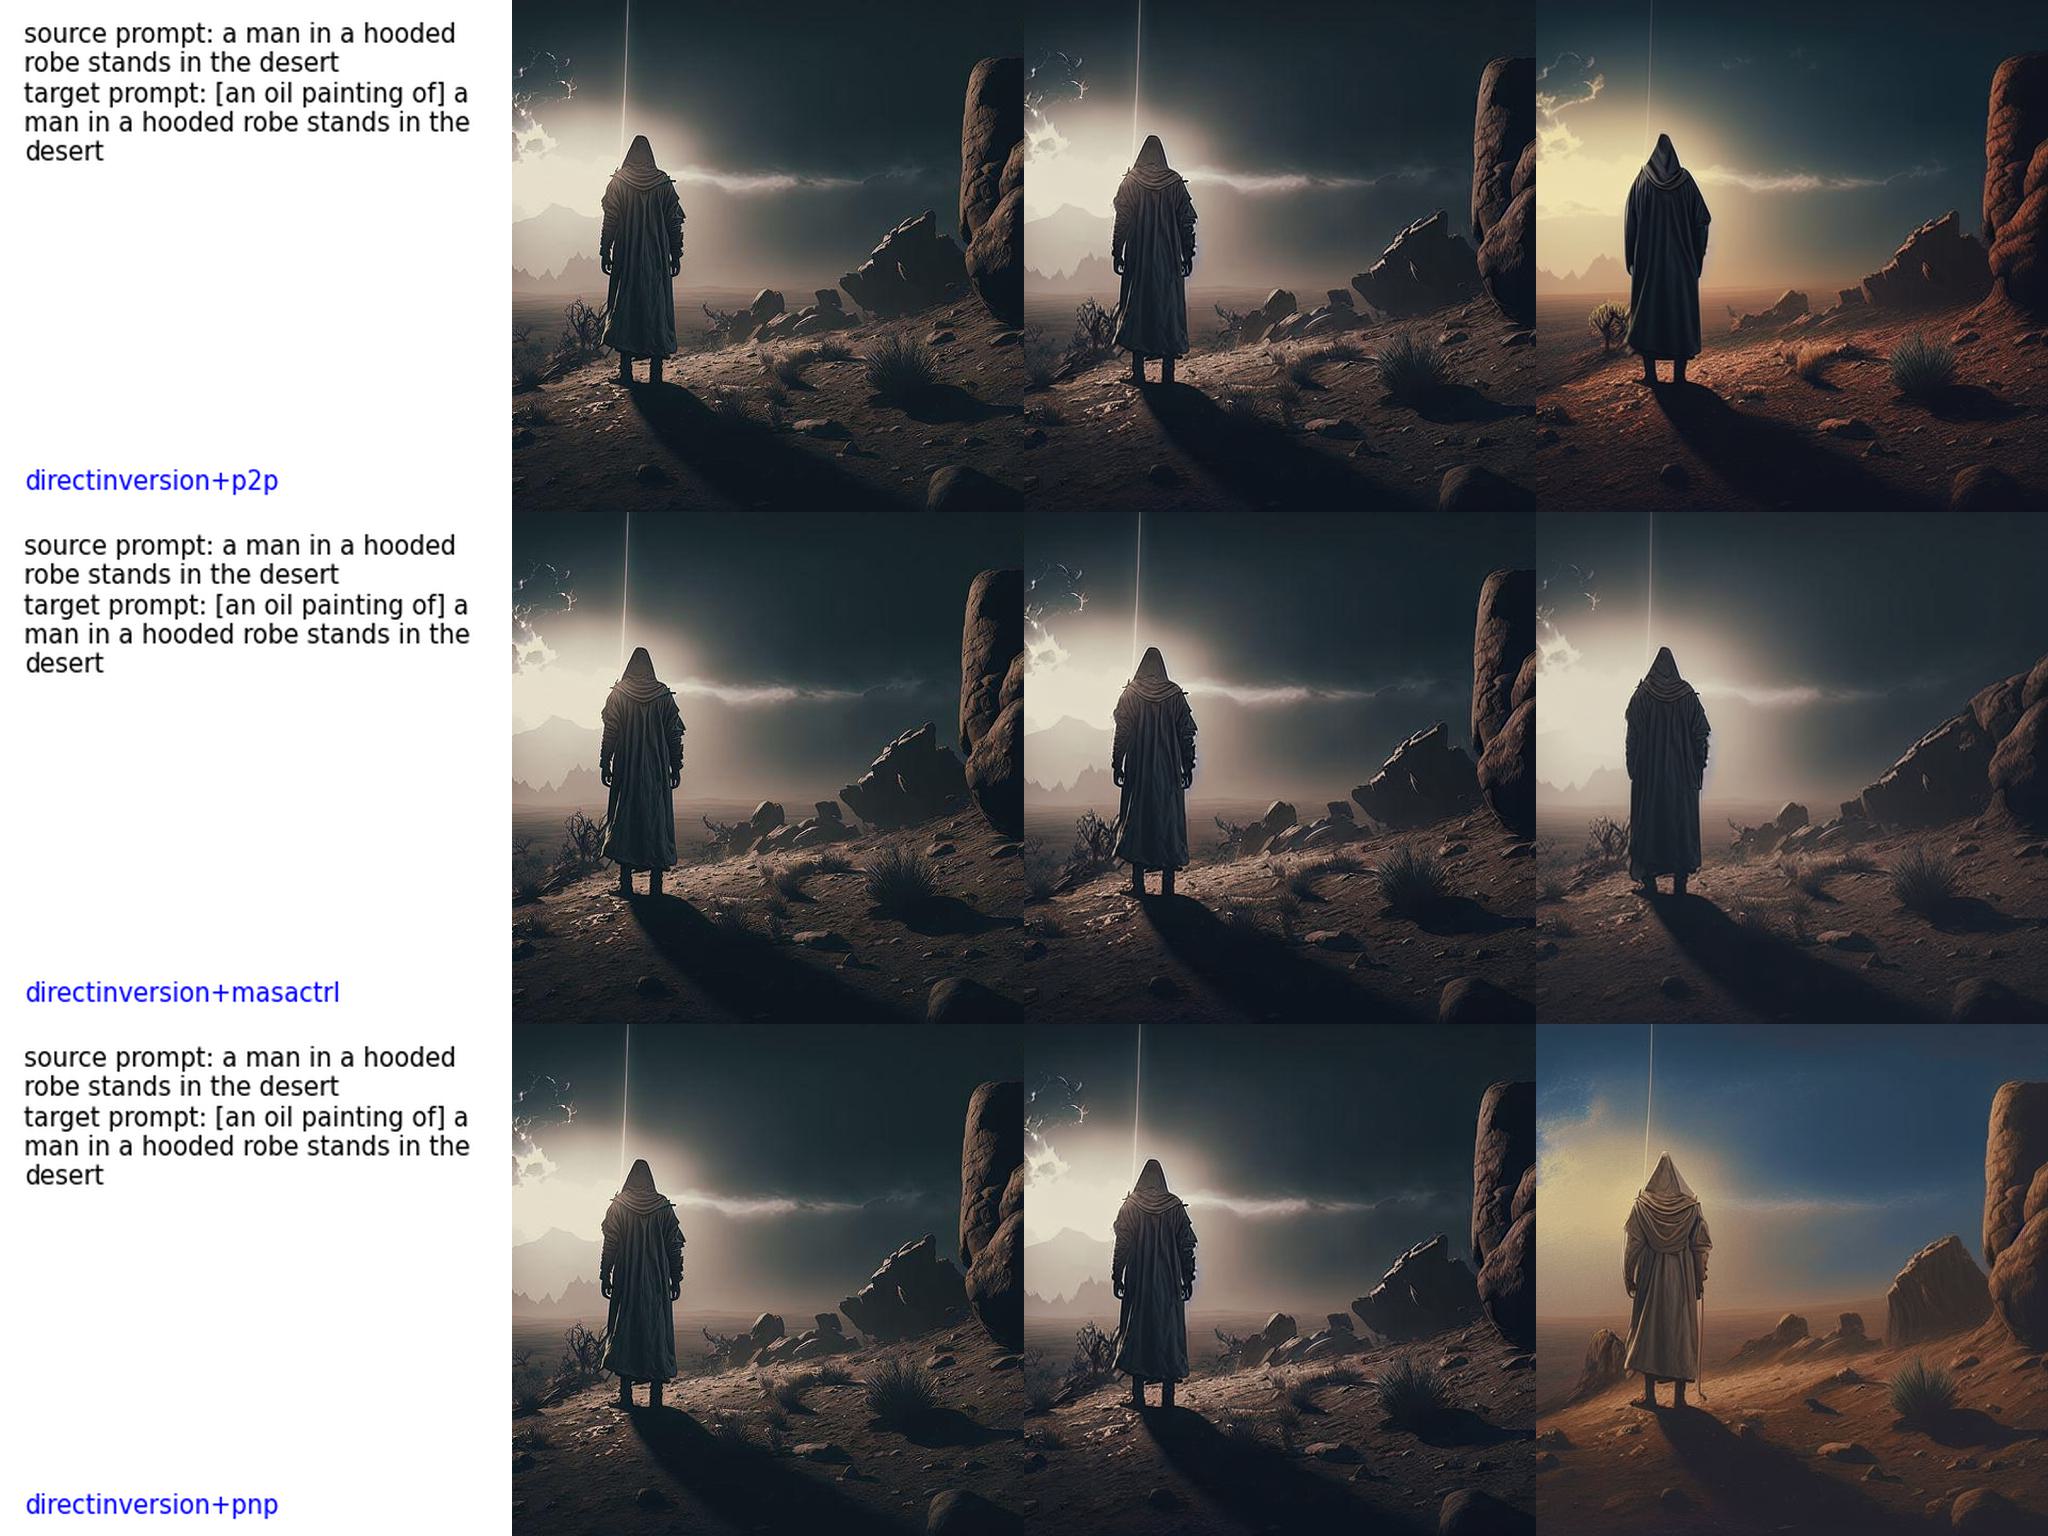 source prompt: a man in a hooded
robe stands in the desert
target prompt: [an oil painting of] a
man in a hooded robe stands in the
desert
directinversion+p2p
source prompt: a man in a hooded
robe stands in the desert
target prompt: [an oil painting of] a
man in a hooded robe stands in the
desert
directinversion+masactrl
source prompt: a man in a hooded
robe stands in the desert
target prompt: [an oil painting of] a
man in a hooded robe stands in the
desert
directinversion+pnp